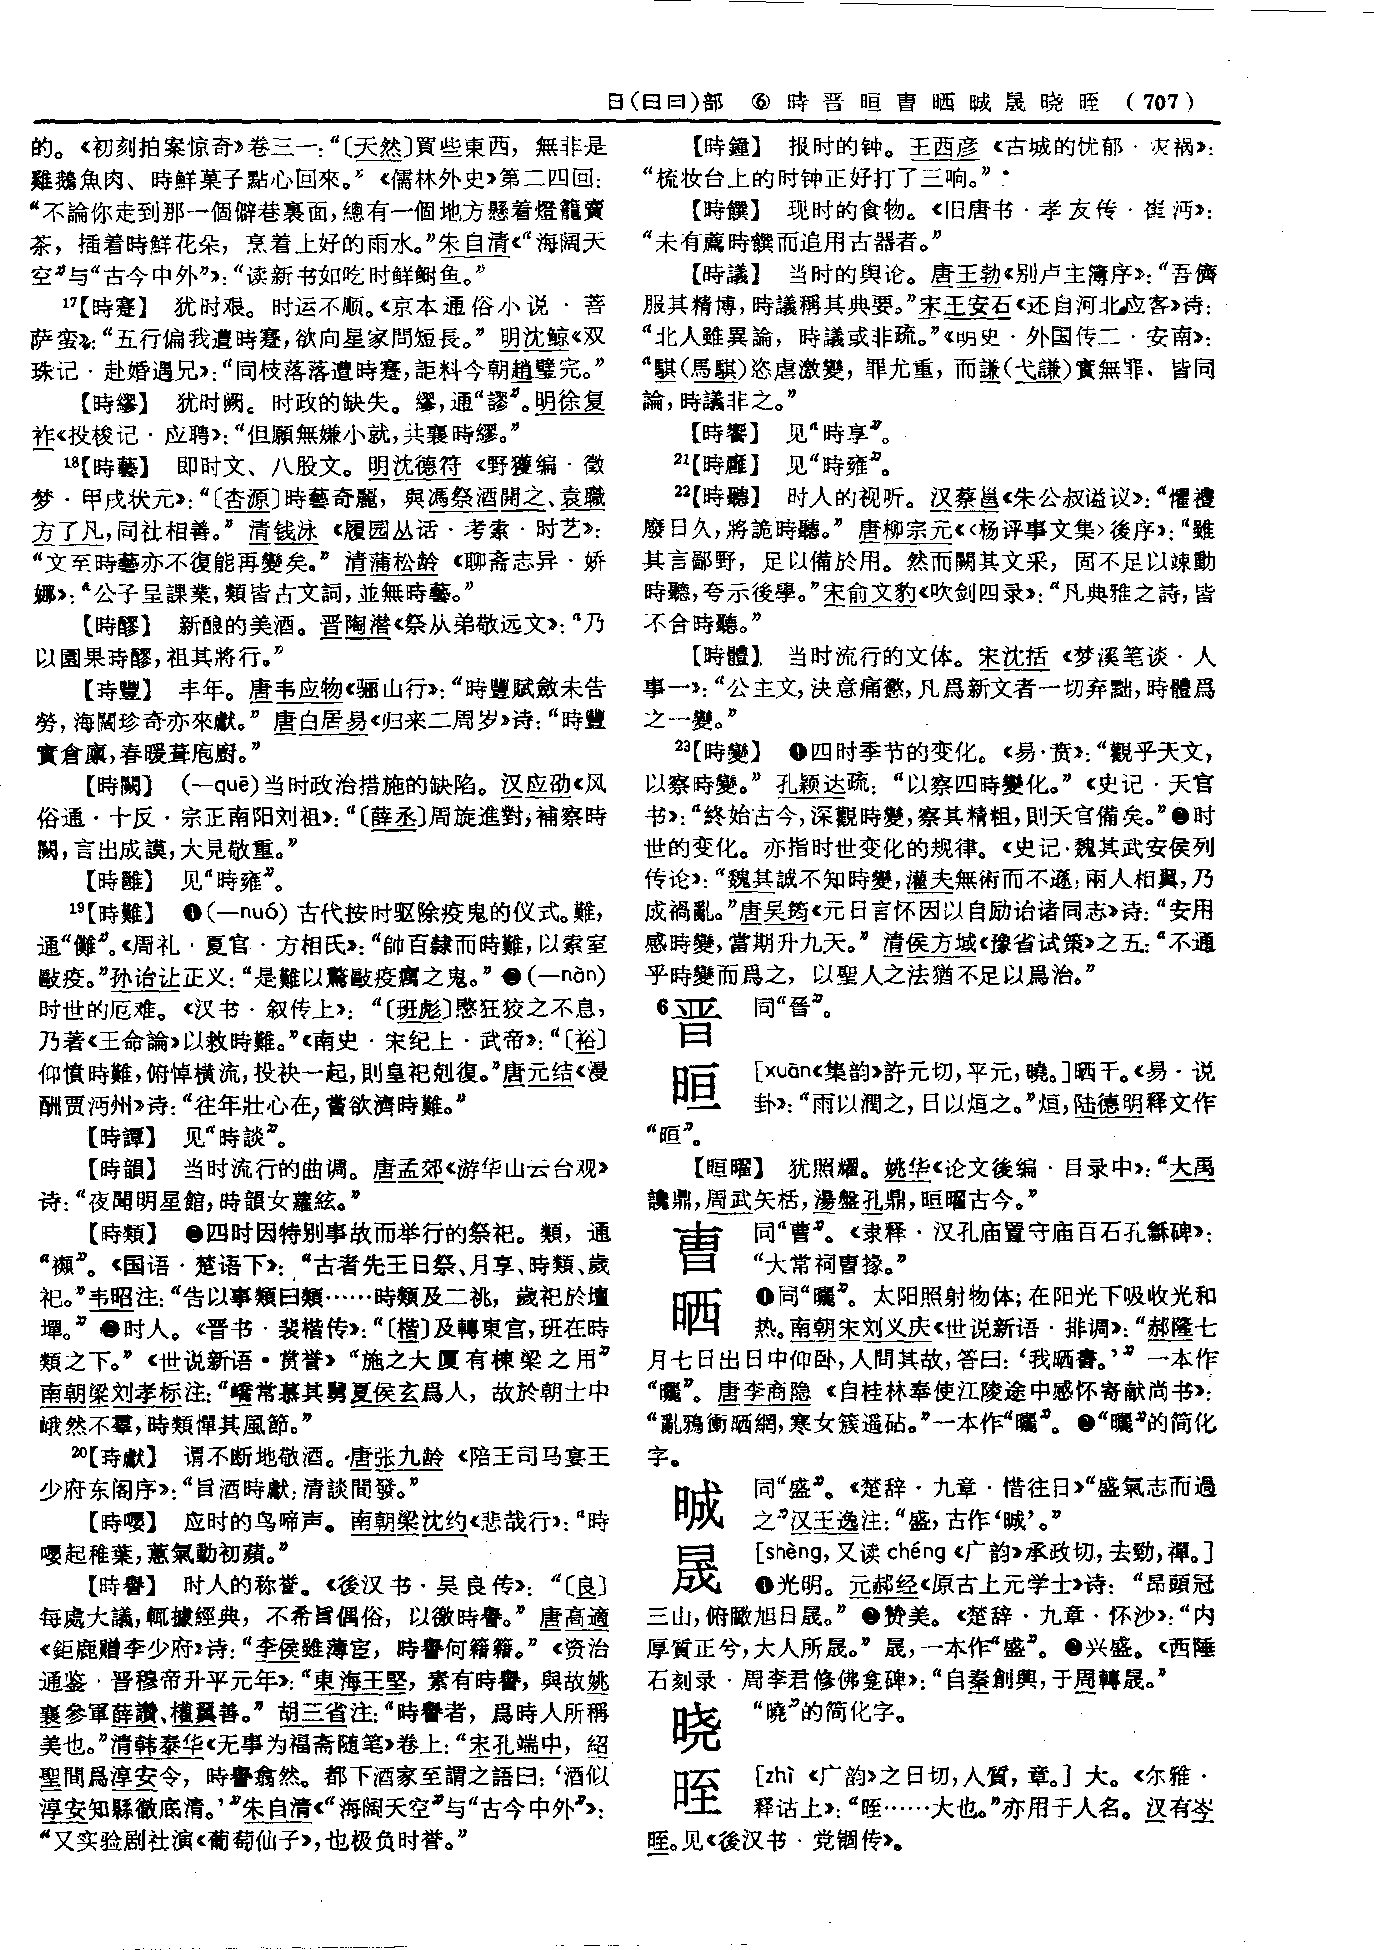 日(日曰)部 ⑥ 時晋晅曺晒晠晟晓晊 (707)
的。《初刻拍案惊奇》卷三一:“〔天然〕買些東西，無非是
雞鵝魚肉、時鮮菓子點心回來。”《儒林外史》第二四回:
“不論你走到那一個僻巷裏面,總有一個地方懸着燈籠賣
茶，插着時鮮花朵，烹着上好的雨水。”朱自清《“海阔天
空”与“古今中外”》:“读新书如吃时鲜鲥鱼。”
17【時蹇】 犹时艰。时运不顺。《京本通俗小说·菩
萨蛮》:“五行偏我遭時蹇,欲向星家問短長。” 明沈鲸《双
珠记·赴婚遇兄》:“同枝落落遭時蹇,詎料今朝趙璧完。”
【時繆】 犹时阙。时政的缺失。繆,通“謬”。明徐复
祚《投梭记·应聘》:“但願無嫌小就,共襄時繆。”
18【時藝】 即时文、八股文。明沈德符《野獲编·徵
梦·甲戌状元》:“〔杏源〕時藝奇麗，與馮祭酒開之、袁職
方了凡,同社相善。” 清钱泳《履园丛话·考索·时艺》:
“文至時藝亦不復能再變矣。” 清蒲松龄《聊斋志异·娇
娜》:“公子呈課業,類皆古文詞,並無時藝。”
【時醪】 新酿的美酒。晋陶潜《祭从弟敬远文》:“乃
以園果時醪,祖其將行。”
【時豐】 丰年。唐韦应物《骊山行》:“時豐賦斂未告
勞,海闊珍奇亦來獻。” 唐白居易《归来二周岁》诗:“時豐
實倉廩,春暖葺庖廚。”
【時闕】 (—quē)当时政治措施的缺陷。汉应劭《风
俗通·十反·宗正南阳刘祖》:“〔薛丞〕周旋進對,補察時
闕,言出成謨,大見敬重。”
【時雝】 见“時雍”。
19【時難】 ❶(—nuó) 古代按时驱除疫鬼的仪式。難,
通“儺”。《周礼·夏官·方相氏》:“帥百隸而時難,以索室
毆疫。”孙诒让正义:“是難以驚毆疫癘之鬼。” ❷(—nàn)
时世的厄难。《汉书·叙传上》: “〔班彪〕愍狂狡之不息,
乃著《王命論》以救時難。”《南史·宋纪上·武帝》:“〔裕〕
仰憤時難,俯悼横流,投袂一起,則皇祀剋復。”唐元结《漫
酬贾沔州》诗:“往年壯心在,嘗欲濟時難。”
【時譚】 见“時談”。
【時韻】 当时流行的曲调。唐孟郊《游华山云台观》
诗:“夜聞明星館,時韻女蘿絃。”
【時類】 ❶四时因特别事故而举行的祭祀。類，通
“禷”。《国语·楚语下》: “古者先王日祭、月享、時類、歲
祀。”韦昭注:“告以事類曰類……時類及二祧，歲祀於壇
墠。” ❷时人。《晋书·裴楷传》:“〔楷〕及轉東宫,班在時
類之下。”《世说新语·赏誉》“施之大廈有棟梁之用”
南朝梁刘孝标注:“嶠常慕其舅夏侯玄爲人，故於朝士中
峨然不羣,時類憚其風節。”
20【時獻】 谓不断地敬酒。唐张九龄《陪王司马宴王
少府东阁序》:“旨酒時獻,清談間發。”
【時嚶】 应时的鸟啼声。南朝梁沈约《悲哉行》:“時
嚶起稚葉,蕙氣動初蘋。”
【時譽】 时人的称誉。《後汉书·吴良传》: “〔良〕
每處大議,輒據經典，不希旨偶俗，以徼時譽。” 唐高適
《鉅鹿赠李少府》诗:“李侯雖薄宦，時譽何籍籍。”《资治
通鉴·晋穆帝升平元年》:“東海王堅，素有時譽，與故姚
襄參軍薛讚、權翼善。” 胡三省注:“時譽者，爲時人所稱
美也。”清韩泰华《无事为福斋随笔》卷上:“宋孔端中，紹
聖間爲淳安令，時譽翕然。都下酒家至謂之語曰:‘酒似
淳安知縣徹底清。’”朱自清《“海阔天空”与“古今中外”》:
“又实验剧社演《葡萄仙子》,也极负时誉。”
【時鐘】 报时的钟。王西彦《古城的忧郁·灾祸》:
“梳妆台上的时钟正好打了三响。”
【時饌】 现时的食物。《旧唐书·孝友传·崔沔》:
“未有薦時饌而追用古器者。”
【時議】 当时的舆论。唐王勃《别卢主簿序》:“吾儕
服其精博,時議稱其典要。”宋王安石《还自河北应客》诗:
“北人雖異論，時議或非疏。”《明史·外国传二·安南》:
“騏(馬騏)恣虐激變，罪尤重，而謙(弋謙)實無罪，皆同
論,時議非之。”
【時饗】 见“時享”。
21【時廱】 见“時雍”。
22【時聽】 时人的视听。汉蔡邕《朱公叔谥议》:“懼禮
廢日久,將詭時聽。” 唐柳宗元《〈杨评事文集〉後序》:“雖
其言鄙野，足以備於用。然而闕其文采，固不足以竦動
時聽,夸示後學。”宋俞文豹《吹剑四录》:“凡典雅之詩,皆
不合時聽。”
【時體】 当时流行的文体。宋沈括《梦溪笔谈·人
事一》:“公主文,決意痛懲,凡爲新文者一切弃黜,時體爲
之一變。”
23【時變】 ❶四时季节的变化。《易·贲》:“觀乎天文,
以察時變。” 孔颖达疏: “以察四時變化。”《史记·天官
书》:“終始古今,深觀時變,察其精粗,則天官備矣。”❷时
世的变化。亦指时世变化的规律。《史记·魏其武安侯列
传论》:“魏其誠不知時變,灌夫無術而不遜,兩人相翼,乃
成禍亂。”唐吴筠《元日言怀因以自励诒诸同志》诗:“安用
感時變,當期升九天。” 清侯方域《豫省试策》之五:“不通
乎時變而爲之，以聖人之法猶不足以爲治。”
6晋 同“晉”。
晅 [xuān《集韵》許元切,平元,曉。]晒干。《易·说
卦》:“雨以潤之,日以烜之。”烜,陆德明释文作
“晅”。
【晅曜】 犹照耀。姚华《论文後编·目录中》:“大禹
讒鼎,周武矢栝,湯盤孔鼎,晅曜古今。”
曺 同“曹”。《隶释·汉孔庙置守庙百石孔龢碑》:
“大常祠曺掾。”
晒 ❶同“曬”。太阳照射物体;在阳光下吸收光和
热。南朝宋刘义庆《世说新语·排调》:“郝隆七
月七日出日中仰卧,人問其故,答曰:‘我晒書。’” 一本作
“曬”。唐李商隐《自桂林奉使江陵途中感怀寄献尚书》:
“亂鴉衝晒網,寒女簇遥砧。”一本作“曬”。❷“曬”的简化
字。
晠 同“盛”。《楚辞·九章·惜往日》“盛氣志而過
之”汉王逸注:“盛,古作‘晠’。”
晟 [shèng,又读chéng《广韵》承政切,去勁,禪。]
❶光明。元郝经《原古上元学士》诗: “昂頭冠
三山,俯瞰旭日晟。” ❷赞美。《楚辞·九章·怀沙》:“内
厚質正兮,大人所晟。” 晟,一本作“盛”。❸兴盛。《西陲
石刻录·周李君修佛龛碑》:“自秦創興,于周轉晟。”
晓 “曉”的简化字。
晊 [zhì《广韵》之日切,人質，章。] 大。《尔雅·
释诂上》:“晊……大也。”亦用于人名。汉有岑
晊。见《後汉书·党锢传》。